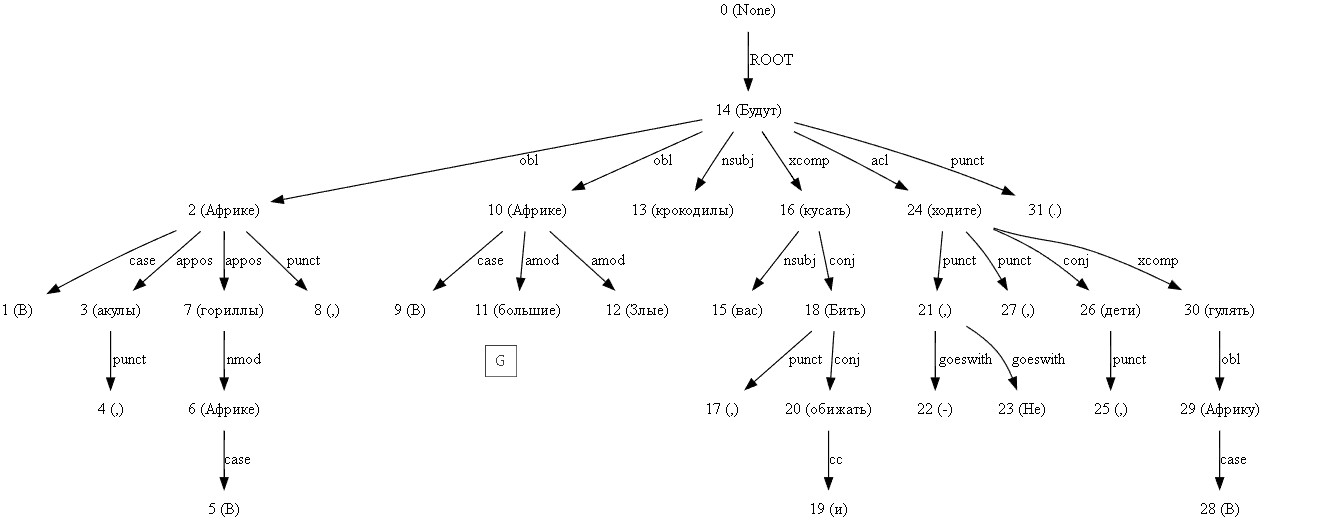 0 (None)
ROOT
14 (Будут)
obl obl nsubj xcomp acl punct
2 (Африке) 10 (Африке) 13 (крокодилы) 16 (кусать) 24 (ходите) 31 (.)
case appos appos punct case amod amod nsubj conj punct punct conj xcomp
1 (В) 3 (акулы) 7 (гориллы) 8 (,) 9 (В) 11 (большие) 12 (Злые) 15 (вас) 18 (Бить) 21 (,) 27 (,) 26 (дети) 30 (гулять)
punct nmod G punct conj goeswith goeswith punct obl
4 (,) 6 (Африке) 17 (,) 20 (обижать) 22 (-) 23 (Не) 25 (,) 29 (Африку)
case cc case
5 (В) 19 (и) 28 (В)